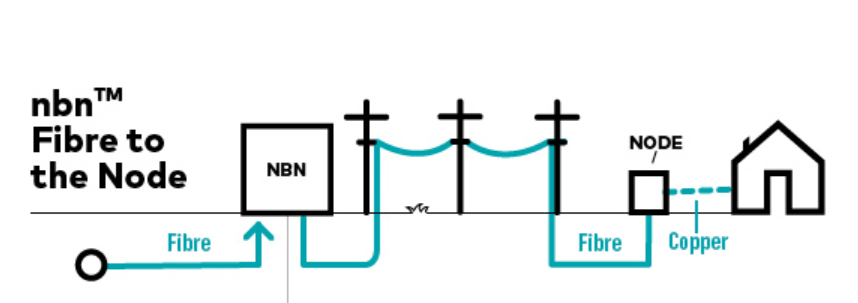 nbn™
Fibre to
the Node
NBN
NODE
Fibre
Fibre
Copper